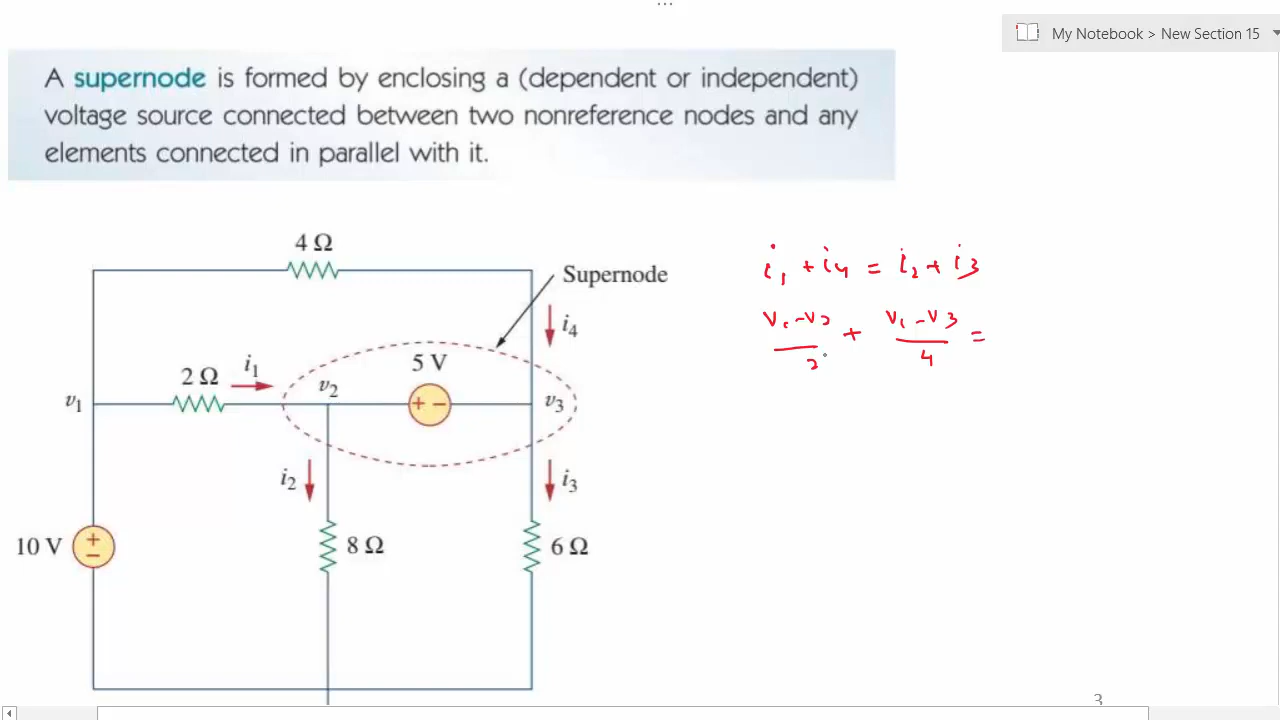 ...
My Notebook > New Section 15
A supernode is formed by enclosing a (dependent or independent)
voltage source connected between two nonreference nodes and any
elements connected in parallel with it.
4 Ω
Supernode
i4
5 V
2 Ω
i1
v2
v1
v3
i2
i3
10 V
8 Ω
6 Ω
+ −
+
−
i1 + i4 = i2 + i3
v1 - v2 / 2 + v1 - v3 / 4 =
3